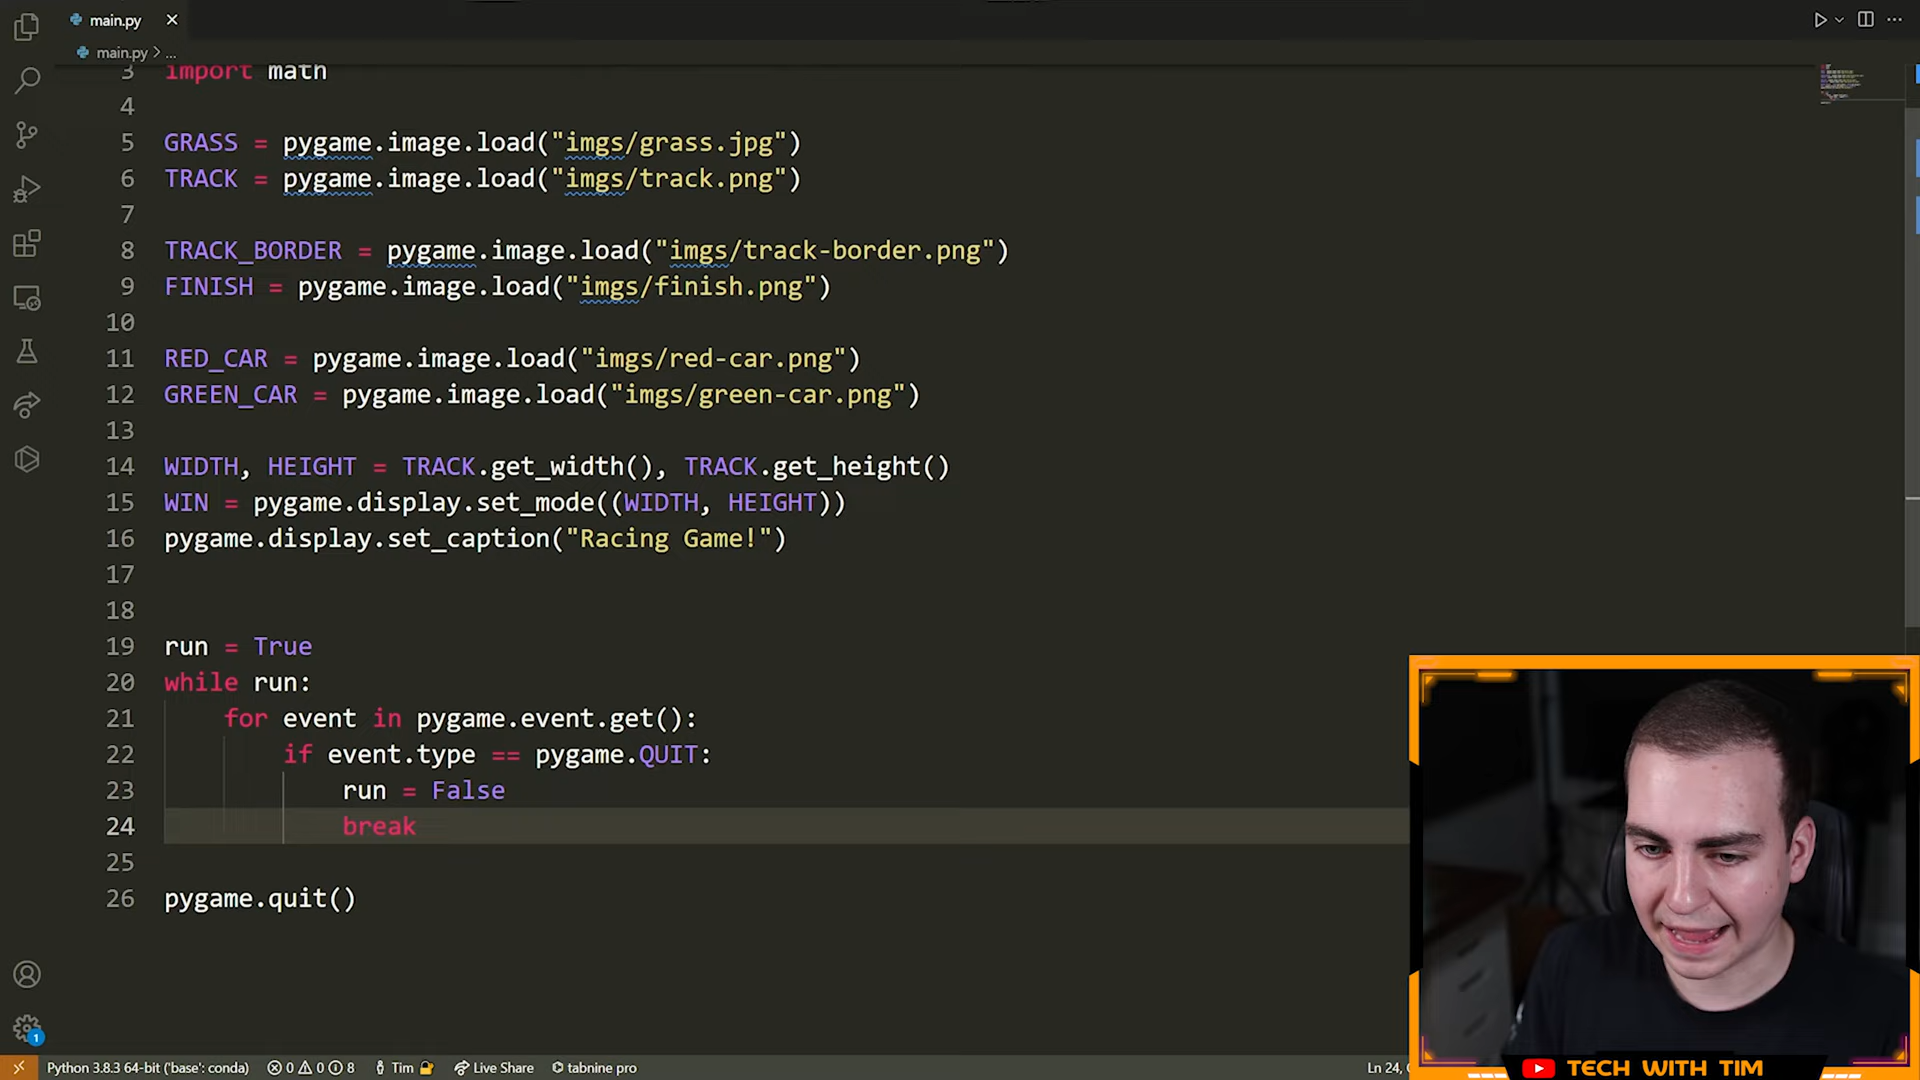 main.py
main.py > ...
3 import math
4
5 GRASS = pygame.image.load("imgs/grass.jpg")
6 TRACK = pygame.image.load("imgs/track.png")
7
8 TRACK_BORDER = pygame.image.load("imgs/track-border.png")
9 FINISH = pygame.image.load("imgs/finish.png")
10
11 RED_CAR = pygame.image.load("imgs/red-car.png")
12 GREEN_CAR = pygame.image.load("imgs/green-car.png")
13
14 WIDTH, HEIGHT = TRACK.get_width(), TRACK.get_height()
15 WIN = pygame.display.set_mode((WIDTH, HEIGHT))
16 pygame.display.set_caption("Racing Game!")
17
18
19 run = True
20 while run:
21 for event in pygame.event.get():
22 if event.type == pygame.QUIT:
23 run = False
24 break
25
26 pygame.quit()
1
Python 3.8.3 64-bit ('base': conda) 0 0 8 Tim Live Share tabnine pro Ln 24,
TECH WITH TIM